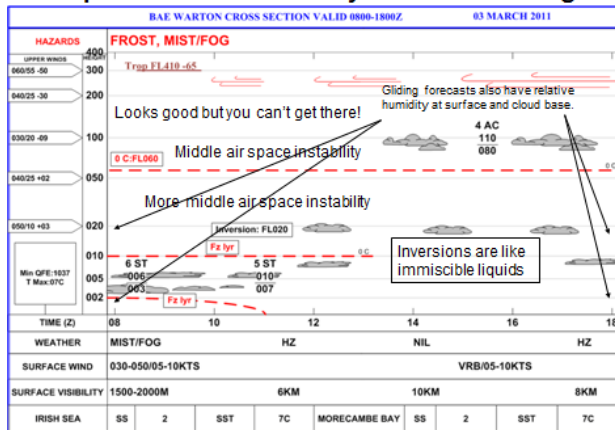 BAE WARTON CROSS SECTION VALID 0800-1800Z 03 MARCH 2011
HAZARDS FROST, MIST/FOG
UPPER WINDS HEIGHT 400
060/55 -50 300 Trop FL410 -65
040/25 -30 200
Gliding forecasts also have relative
humidity at surface and cloud base.
Looks good but you can't get there!
4 AC
030/20 -09 100 110
080
Middle air space instability
0 C:FL060 0 C
040/25 +02 050
More middle air space instability
050/10 +03 020 Inversion: FL020
Fz lyr 0 C
010
6 ST 5 ST
Inversions are like
immiscible liquids
Min QFE:1037
T Max:07C
005 006 010
003 007
002 Fz lyr
TIME (Z) 08 10 12 14 16 18
WEATHER MIST/FOG HZ NIL HZ
SURFACE WIND 030-050/05-10KTS VRB/05-10KTS
SURFACE VISIBILITY 1500-2000M 6KM 10KM 8KM
IRISH SEA SS 2 SST 7C MORECAMBE BAY SS 2 SST 7C